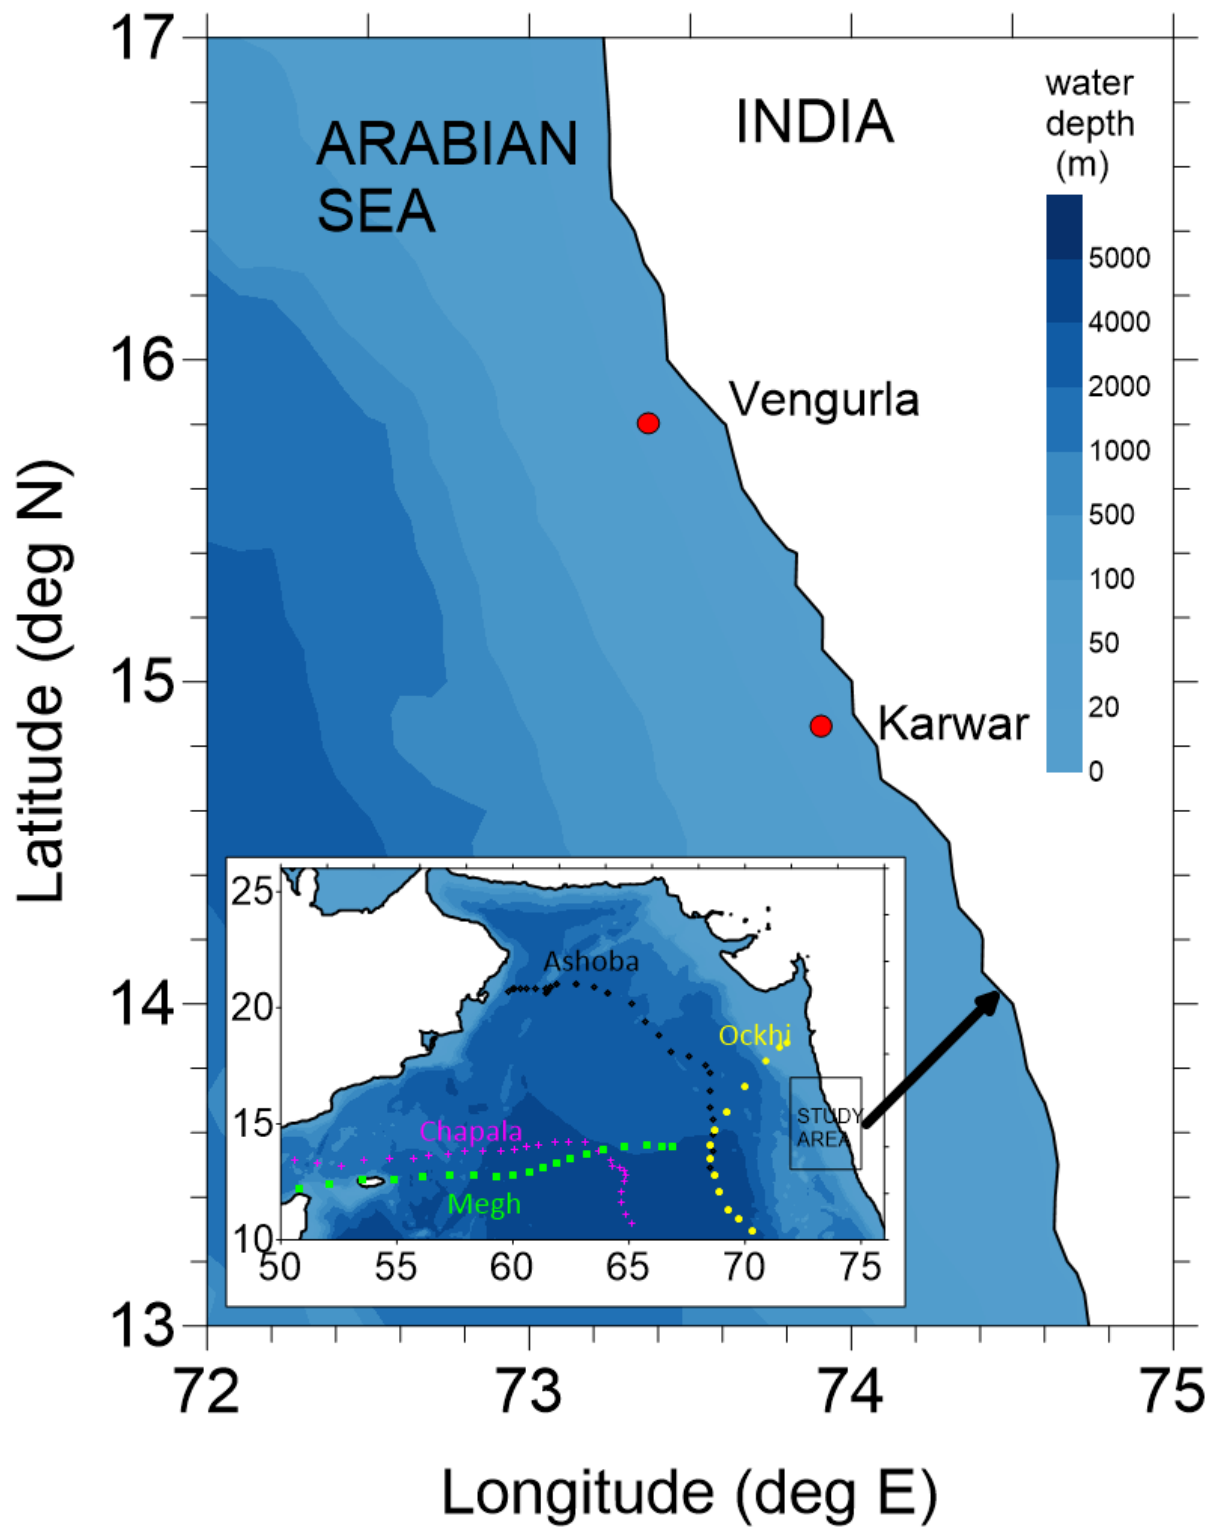 17
16
15
14
13
Latitude (deg N)
ARABIAN
SEA
INDIA
water
depth
(m)
5000
4000
2000
1000
500
100
50
20
0
Vengurla
Karwar
25
20
15
10
Ashoba
Ockhi
Chapala
Megh
STUDY
AREA
50 55 60 65 70 75
72 73 74 75
Longitude (deg E)